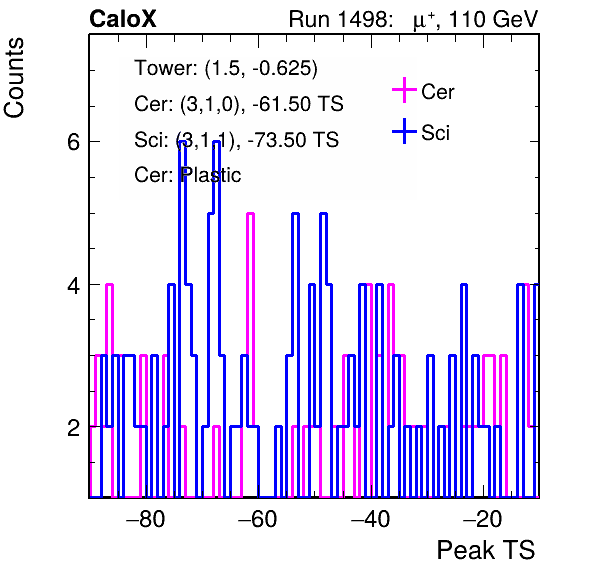 CaloX Run 1498: μ⁺, 110 GeV
Counts
Tower: (1.5, -0.625)
Cer: (3,1,0), -61.50 TS
Sci: (3,1,1), -73.50 TS
Cer: Plastic
Cer
Sci
6
4
2
−80 −60 −40 −20
Peak TS